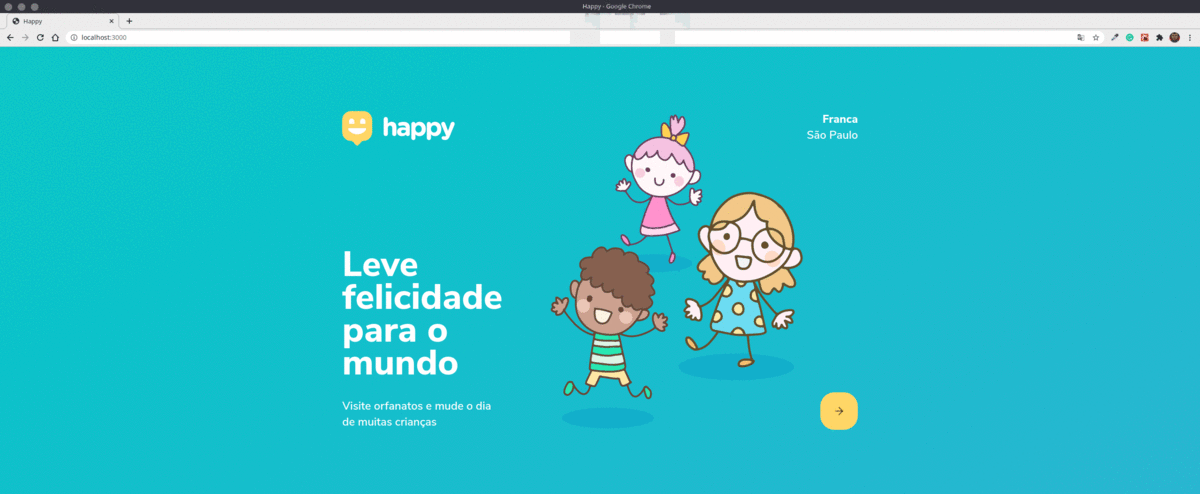 Happy - Google Chrome
Happy
localhost:3000
happy
Franca
São Paulo
Leve
felicidade
para o
mundo
Visite orfanatos e mude o dia
de muitas crianças